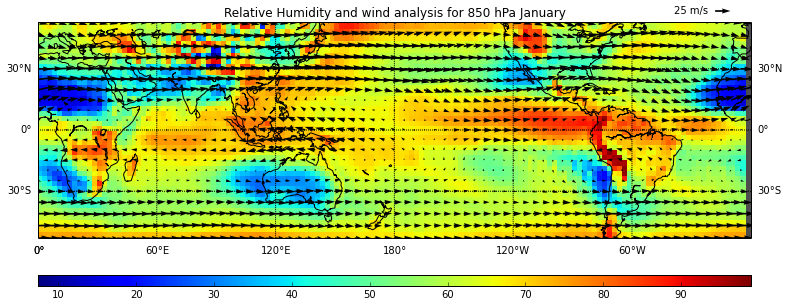 Relative Humidity and wind analysis for 850 hPa January
25 m/s
30°N
30°N
0°
0°
30°S
30°S
0°
60°E
120°E
180°
120°W
60°W
10 20 30 40 50 60 70 80 90